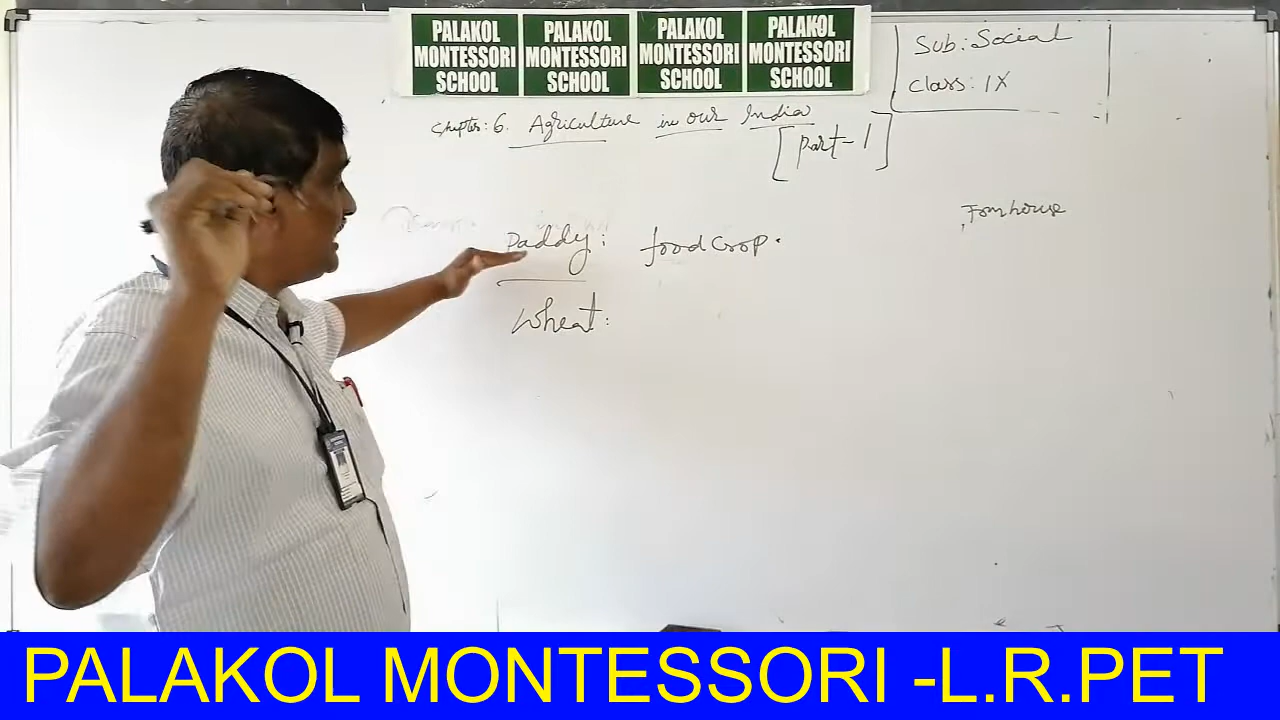 PALAKOL MONTESSORI SCHOOL
PALAKOL MONTESSORI SCHOOL
PALAKOL MONTESSORI SCHOOL
PALAKOL MONTESSORI SCHOOL
Sub: Social
Class: IX
Chapter: 6. Agriculture in our India
[Part-1]
Fomhouse
Paddy: food crop.
Wheat:
PALAKOL MONTESSORI -L.R.PET